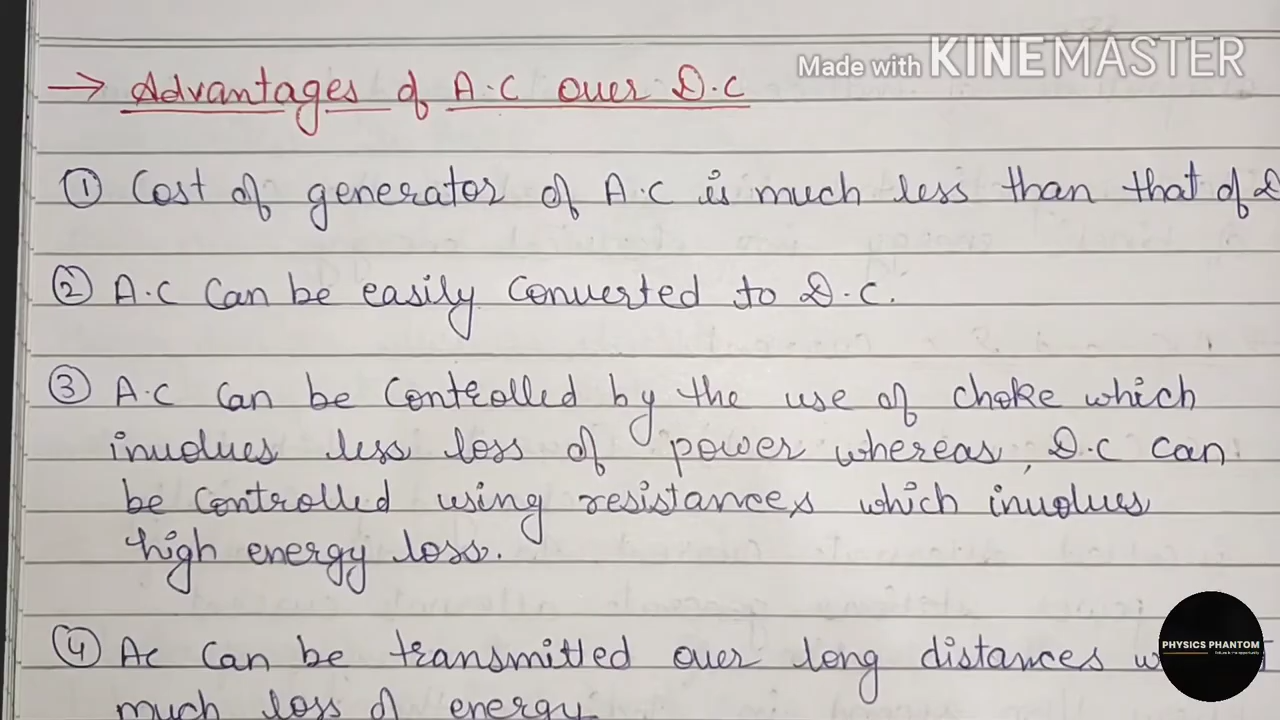 Made with KINEMASTER
→ Advantages of A.C over D.C
① Cost of generator of A.C is much less than that of D
② A.C Can be easily Converted to D.C.
③ A.C Can be Controlled by the use of choke which
involves less loss of power whereas, D.C can
be Controlled using resistances which involves
high energy loss.
④ Ac Can be transmitted over long distances
PHYSICS PHANTOM
much loss of energy